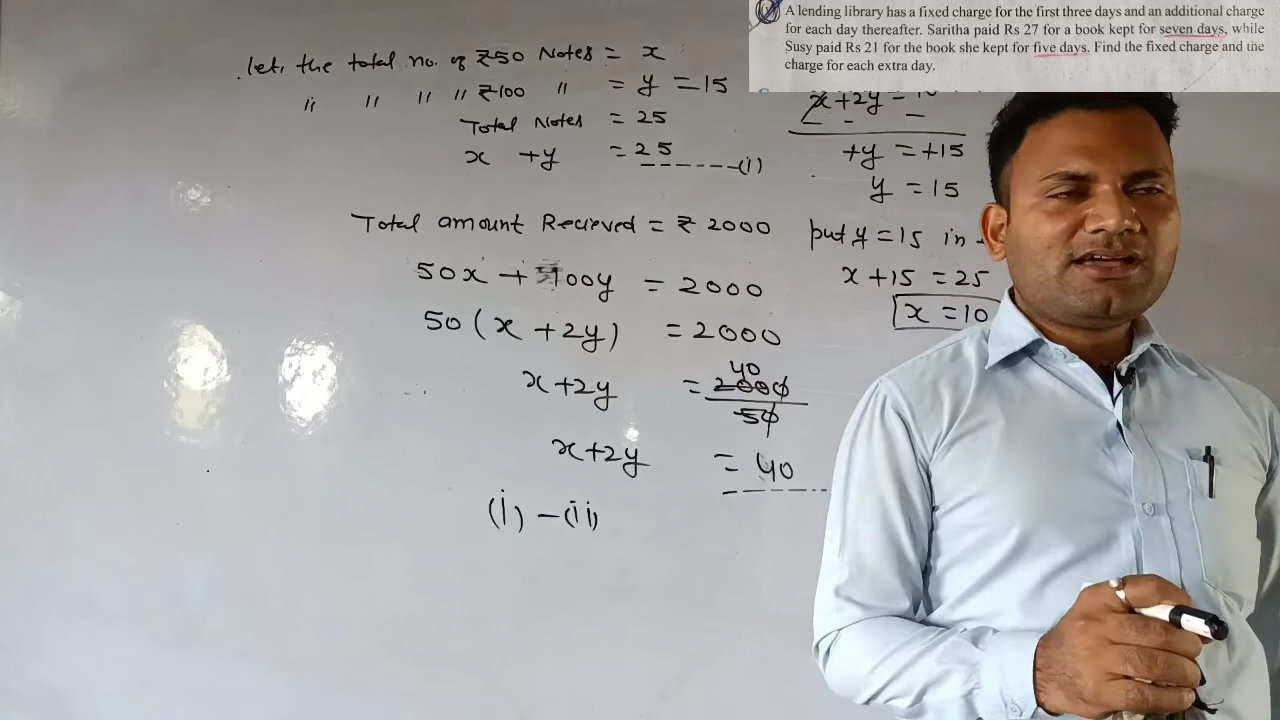 A lending library has a fixed charge for the first three days and an additional charge
for each day thereafter. Saritha paid Rs 27 for a book kept for seven days, while
Susy paid Rs 21 for the book she kept for five days. Find the fixed charge and the
charge for each extra day.
let, the total no. of ₹50 Notes = x
" " " " ₹100 " = y = 15
Total Notes = 25
x + y = 25 -------(i)
Total amount Recieved = ₹ 2000
50x + 100y = 2000
50 (x + 2y) = 2000
x + 2y = 2000/50 40
x + 2y = 40
(i) - (ii)
x + 2y =
+y = +15
y = 15
put y = 15 in
x + 15 = 25
x = 10